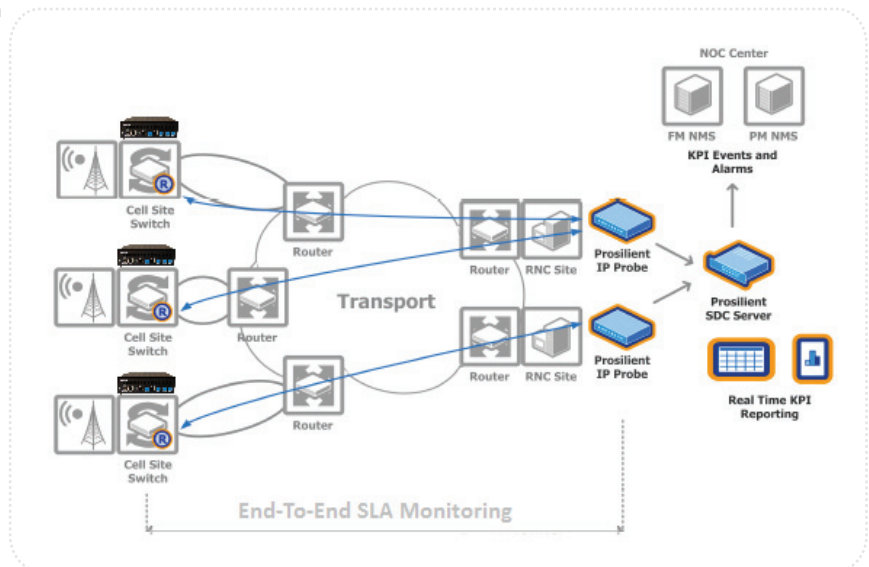 NOC Center
FM NMS
PM NMS
KPI Events and
Alarms
R
Cell Site
Switch
Router
Router
RNC Site
Prosilient
IP Probe
R
Cell Site
Switch
Router
Transport
Prosilient
SDC Server
Router
RNC Site
Prosilient
IP Probe
Real Time KPI
Reporting
R
Cell Site
Switch
Router
End-To-End SLA Monitoring